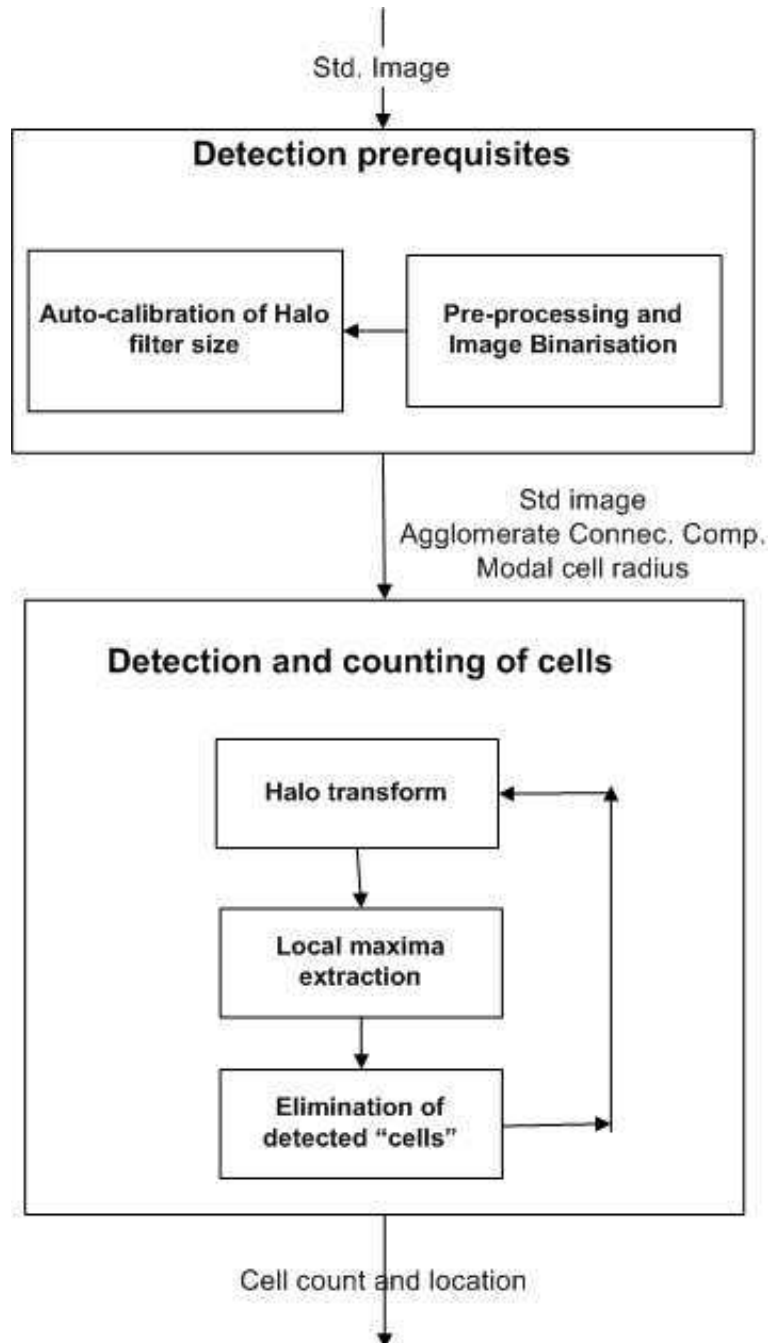 Std. Image
Detection prerequisites
Auto-calibration of Halo
filter size
Pre-processing and
Image Binarisation
Std image
Agglomerate Connec. Comp.
Modal cell radius
Detection and counting of cells
Halo transform
Local maxima
extraction
Elimination of
detected “cells”
Cell count and location